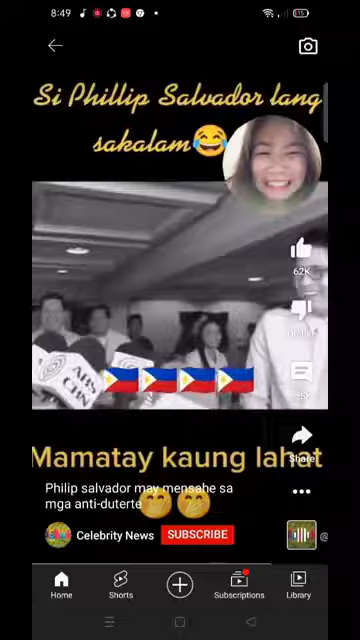 8:49
Si Phillip Salvador lang
sakalam😂
62K
ABS
CBN
🇵🇭🇵🇭🇵🇭🇵🇭
Mamatay kaung lahat
Share
Philip salvador may mensahe sa
mga anti-duterte
Celebrity News
SUBSCRIBE
@
Home
Shorts
Subscriptions
Library